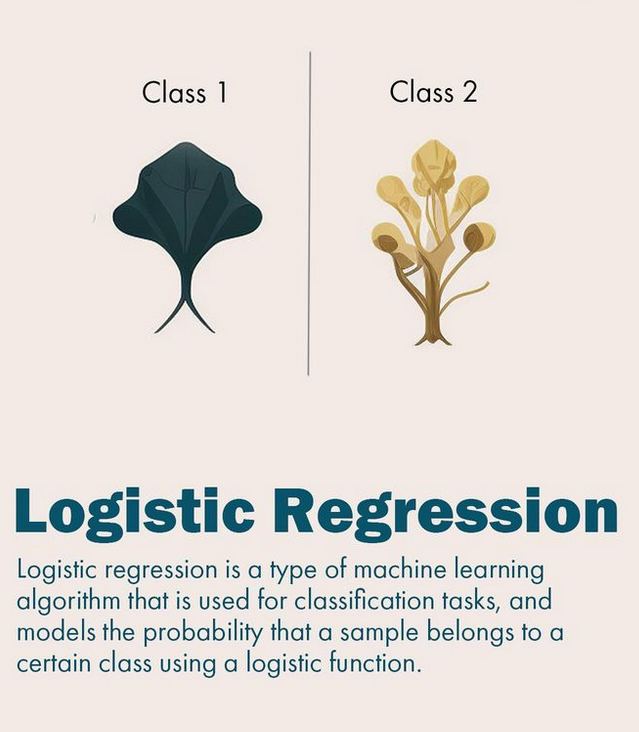 Class 1
Class 2
Logistic Regression
Logistic regression is a type of machine learning
algorithm that is used for classification tasks, and
models the probability that a sample belongs to a
certain class using a logistic function.